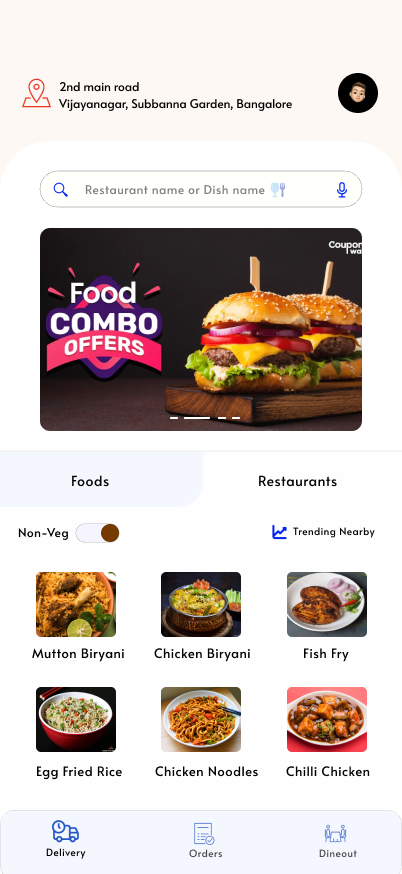 2nd main road
Vijayanagar, Subbanna Garden, Bangalore
Restaurant name or Dish name
Coupon
I wa
Food
COMBO
OFFERS
Foods
Restaurants
Non-Veg
Trending Nearby
Mutton Biryani
Chicken Biryani
Fish Fry
Egg Fried Rice
Chicken Noodles
Chilli Chicken
Delivery
Orders
Dineout